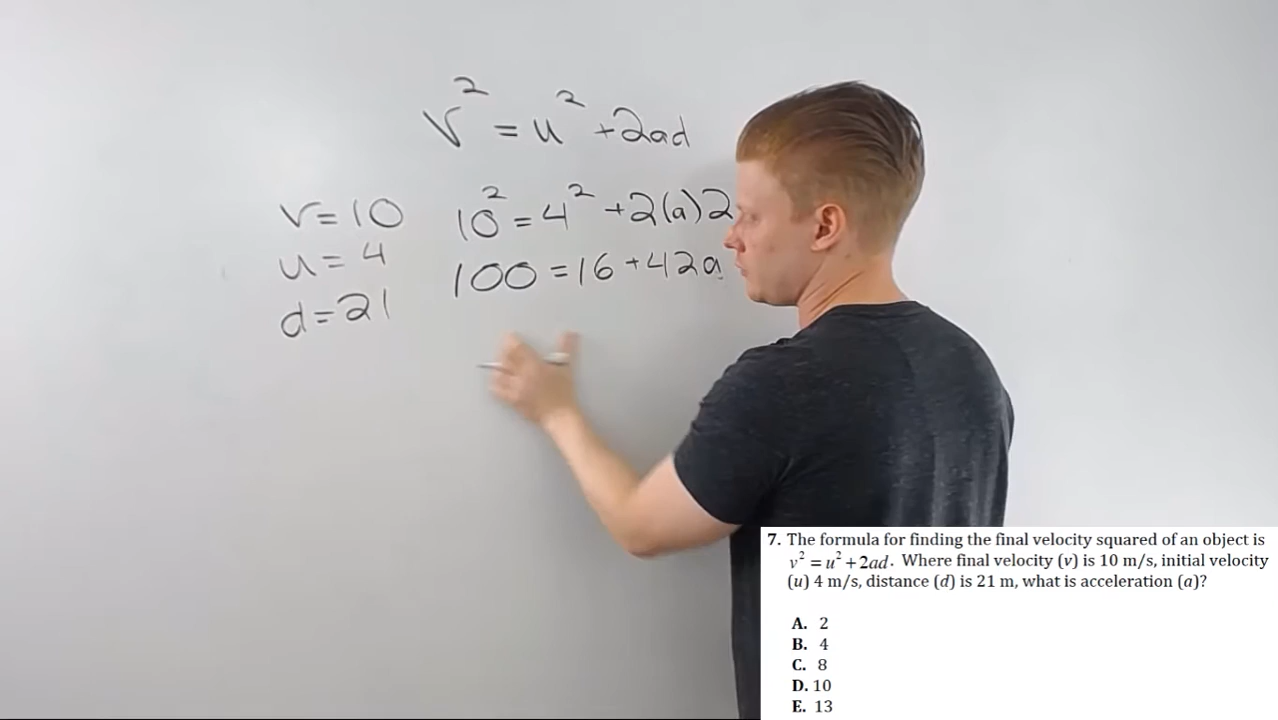 v² = u² + 2ad
v = 10
10² = 4² + 2(a)2
u = 4
100 = 16 + 42a
d = 21
7. The formula for finding the final velocity squared of an object is
v² = u² + 2ad. Where final velocity (v) is 10 m/s, initial velocity
(u) 4 m/s, distance (d) is 21 m, what is acceleration (a)?
A. 2
B. 4
C. 8
D. 10
E. 13